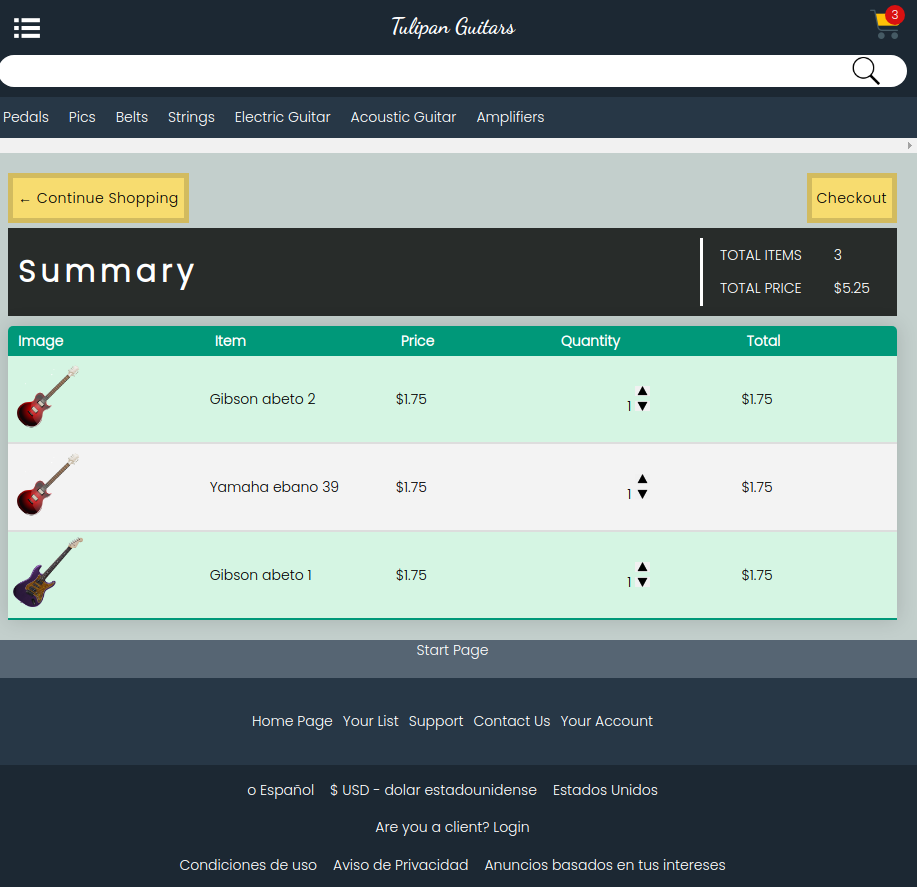 Tulipan Guitars
3
Pedals Pics Belts Strings Electric Guitar Acoustic Guitar Amplifiers
← Continue Shopping Checkout
Summary
TOTAL ITEMS 3
TOTAL PRICE $5.25
Image Item Price Quantity Total
Gibson abeto 2 $1.75 1 $1.75
Yamaha ebano 39 $1.75 1 $1.75
Gibson abeto 1 $1.75 1 $1.75
Start Page
Home Page Your List Support Contact Us Your Account
o Español $ USD - dolar estadounidense Estados Unidos
Are you a client? Login
Condiciones de uso Aviso de Privacidad Anuncios basados en tus intereses